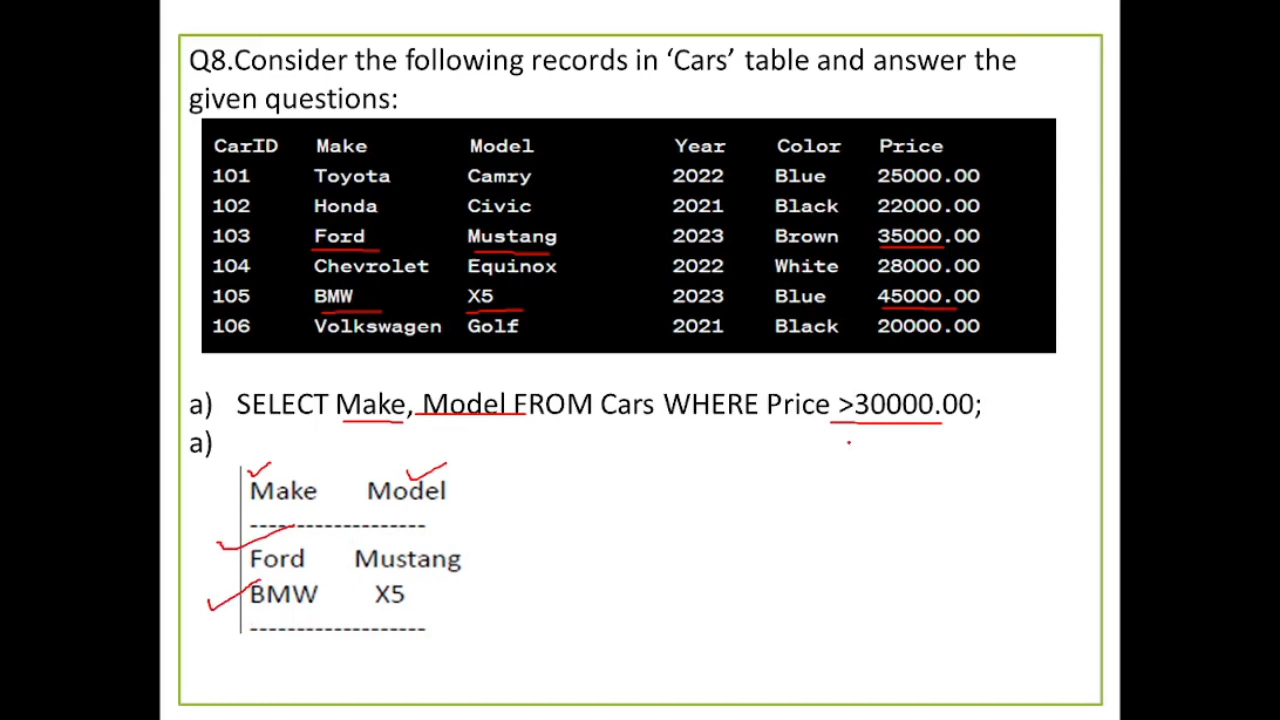 Q8.Consider the following records in ‘Cars’ table and answer the
given questions:
CarID Make Model Year Color Price
101 Toyota Camry 2022 Blue 25000.00
102 Honda Civic 2021 Black 22000.00
103 Ford Mustang 2023 Brown 35000.00
104 Chevrolet Equinox 2022 White 28000.00
105 BMW X5 2023 Blue 45000.00
106 Volkswagen Golf 2021 Black 20000.00
a) SELECT Make, Model FROM Cars WHERE Price >30000.00;
a)
Make Model
-------------------
Ford Mustang
BMW X5
-------------------